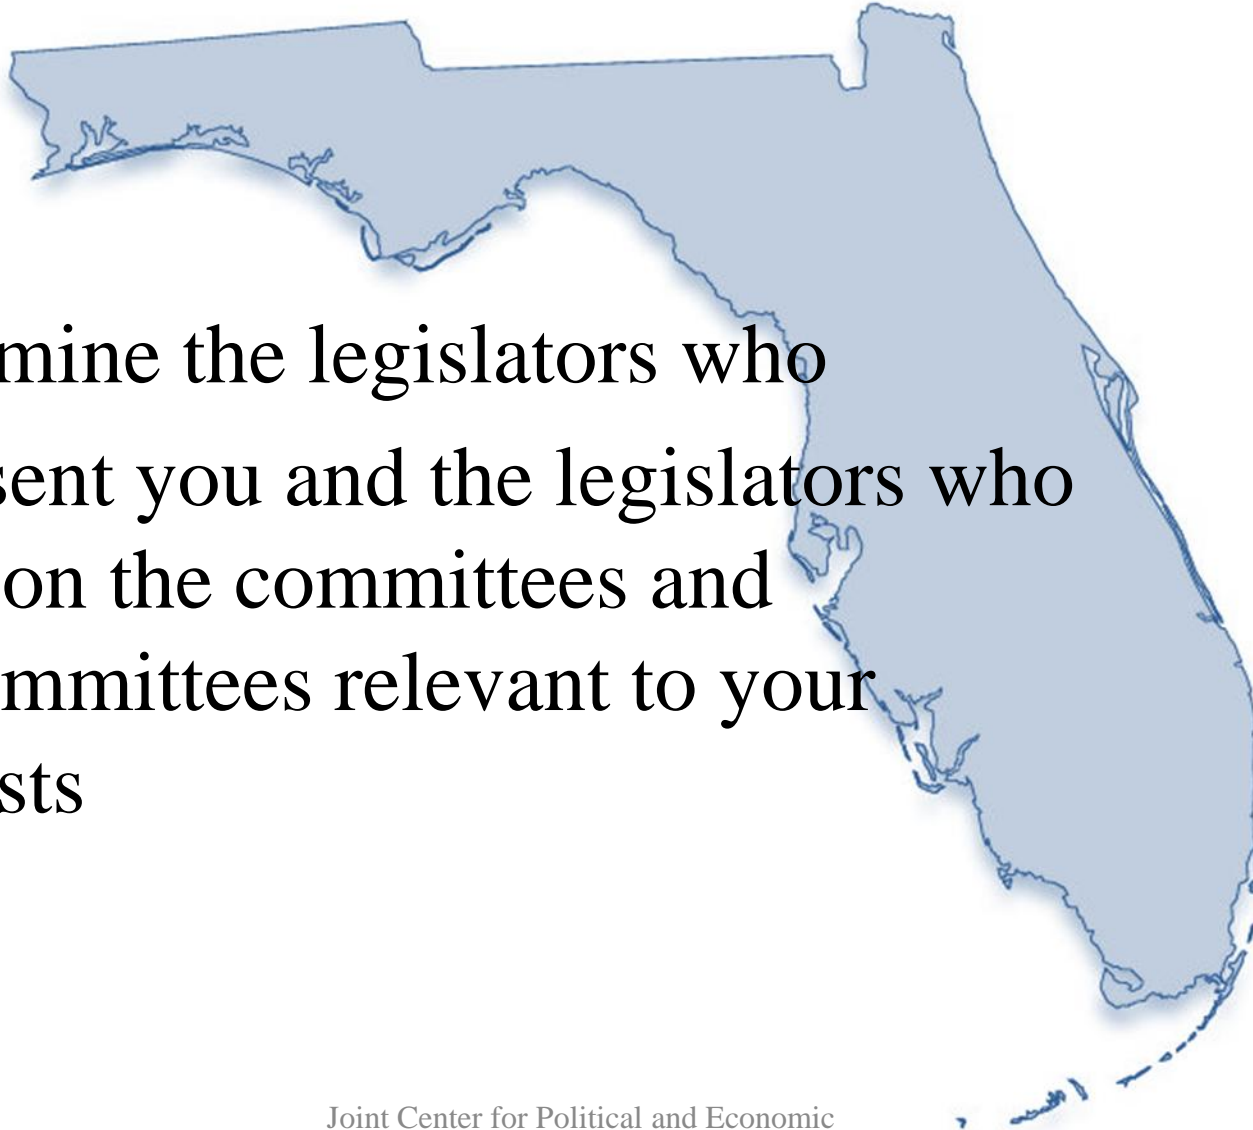 mine the legislators who
sent you and the legislators who
on the committees and
mmittees relevant to your
sts
Joint Center for Political and Economic